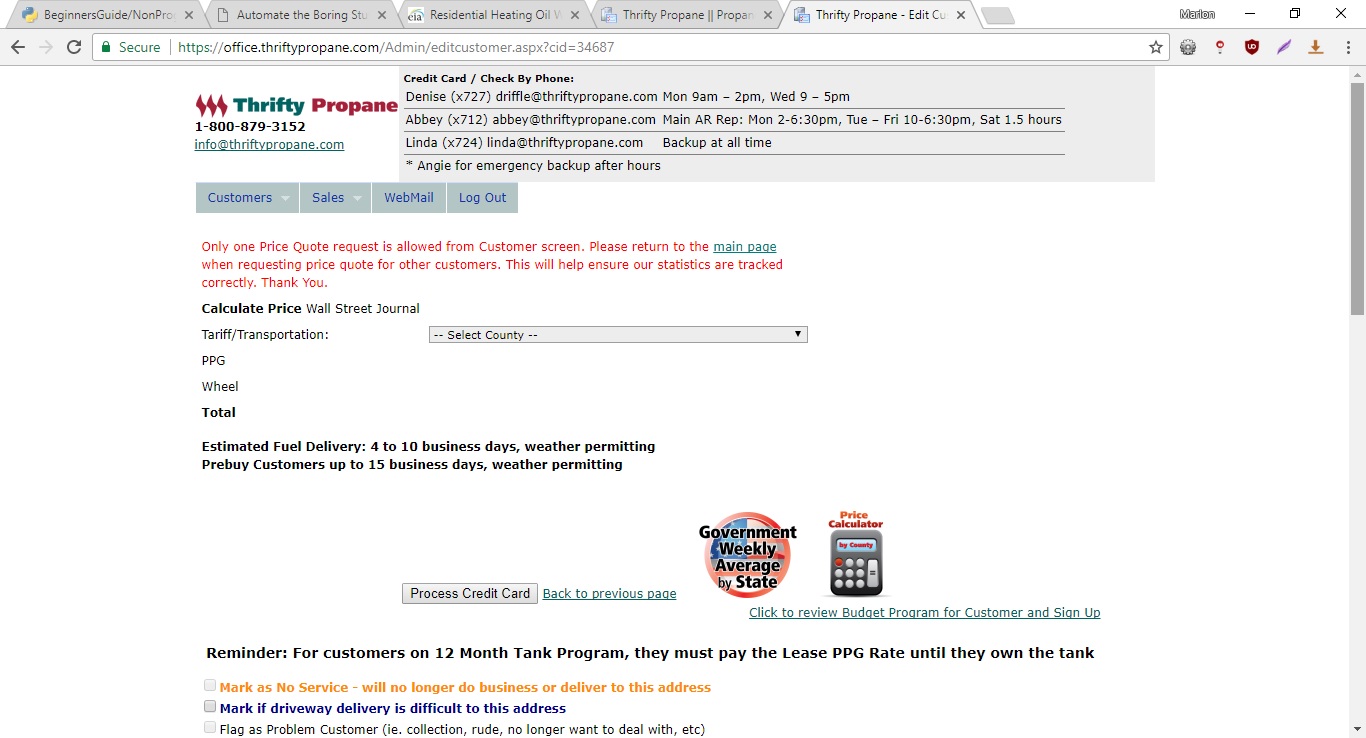 BeginnersGuide/NonPro
Automate the Boring Stu
eia Residential Heating Oil W
Thrifty Propane || Propan
Thrifty Propane - Edit Cu
Marlon
Secure https://office.thriftypropane.com/Admin/editcustomer.aspx?cid=34687
Thrifty Propane
1-800-879-3152
info@thriftypropane.com
Credit Card / Check By Phone:
Denise (x727) driffle@thriftypropane.com Mon 9am – 2pm, Wed 9 – 5pm
Abbey (x712) abbey@thriftypropane.com Main AR Rep: Mon 2-6:30pm, Tue – Fri 10-6:30pm, Sat 1.5 hours
Linda (x724) linda@thriftypropane.com Backup at all time
* Angie for emergency backup after hours
Customers Sales WebMail Log Out
Only one Price Quote request is allowed from Customer screen. Please return to the main page
when requesting price quote for other customers. This will help ensure our statistics are tracked
correctly. Thank You.
Calculate Price Wall Street Journal
Tariff/Transportation: -- Select County --
PPG
Wheel
Total
Estimated Fuel Delivery: 4 to 10 business days, weather permitting
Prebuy Customers up to 15 business days, weather permitting
Government
Weekly
Average
by State
Price
Calculator
by County
Process Credit Card Back to previous page
Click to review Budget Program for Customer and Sign Up
Reminder: For customers on 12 Month Tank Program, they must pay the Lease PPG Rate until they own the tank
Mark as No Service - will no longer do business or deliver to this address
Mark if driveway delivery is difficult to this address
Flag as Problem Customer (ie. collection, rude, no longer want to deal with, etc)